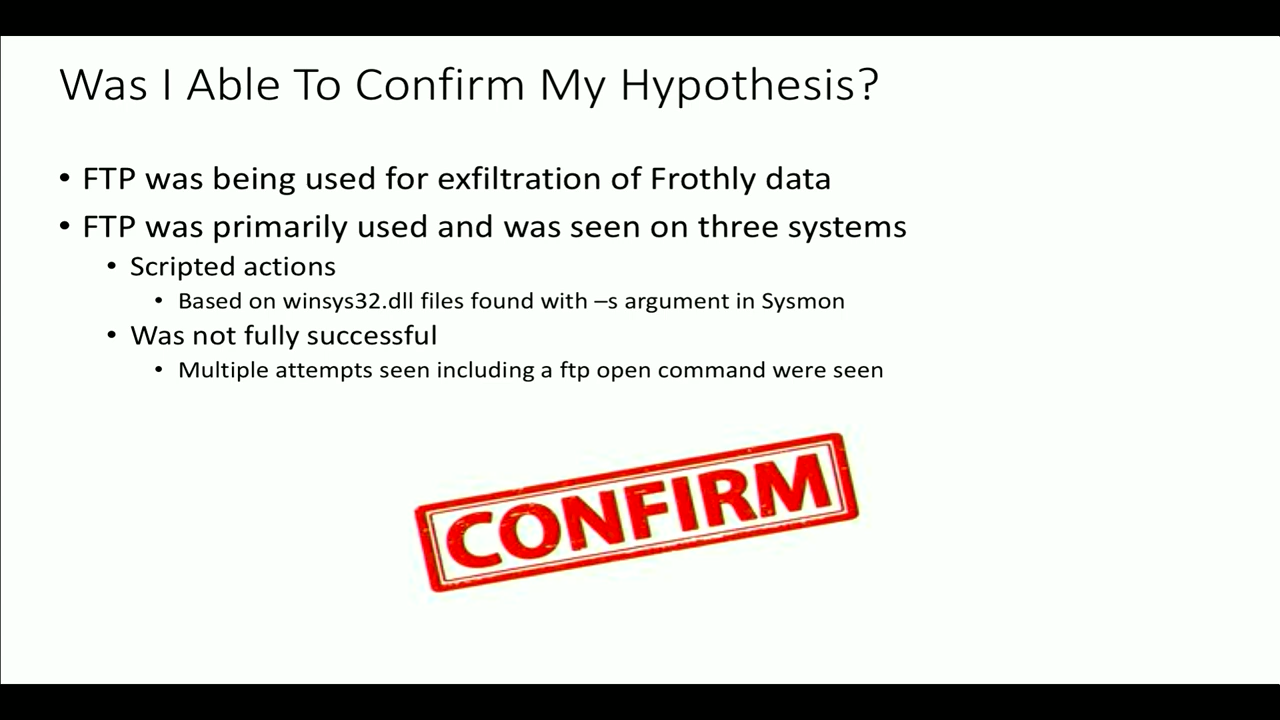 Was I Able To Confirm My Hypothesis?
• FTP was being used for exfiltration of Frothly data
• FTP was primarily used and was seen on three systems
• Scripted actions
• Based on winsys32.dll files found with –s argument in Sysmon
• Was not fully successful
• Multiple attempts seen including a ftp open command were seen
CONFIRM